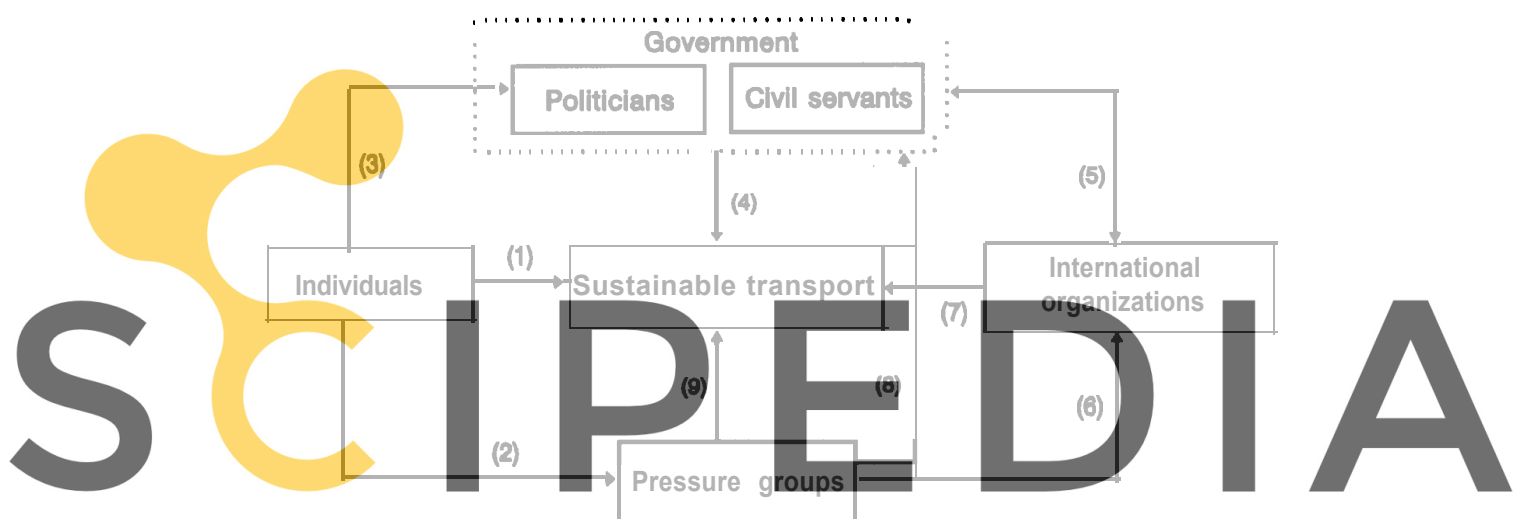 Government
Politicians
Civil servants
(3)
(5)
(4)
(1)
Individuals
Sustainable transport
International
organizations
(7)
(9)
(8)
(6)
(2)
Pressure groups
SCIPEDIA